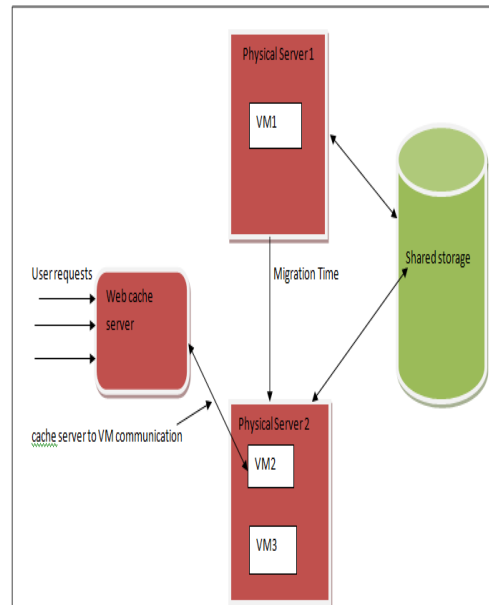 Physical Server 1
VM1
Shared storage
User requests
Migration Time
Web cache
server
cache server to VM communication
Physical Server 2
VM2
VM3